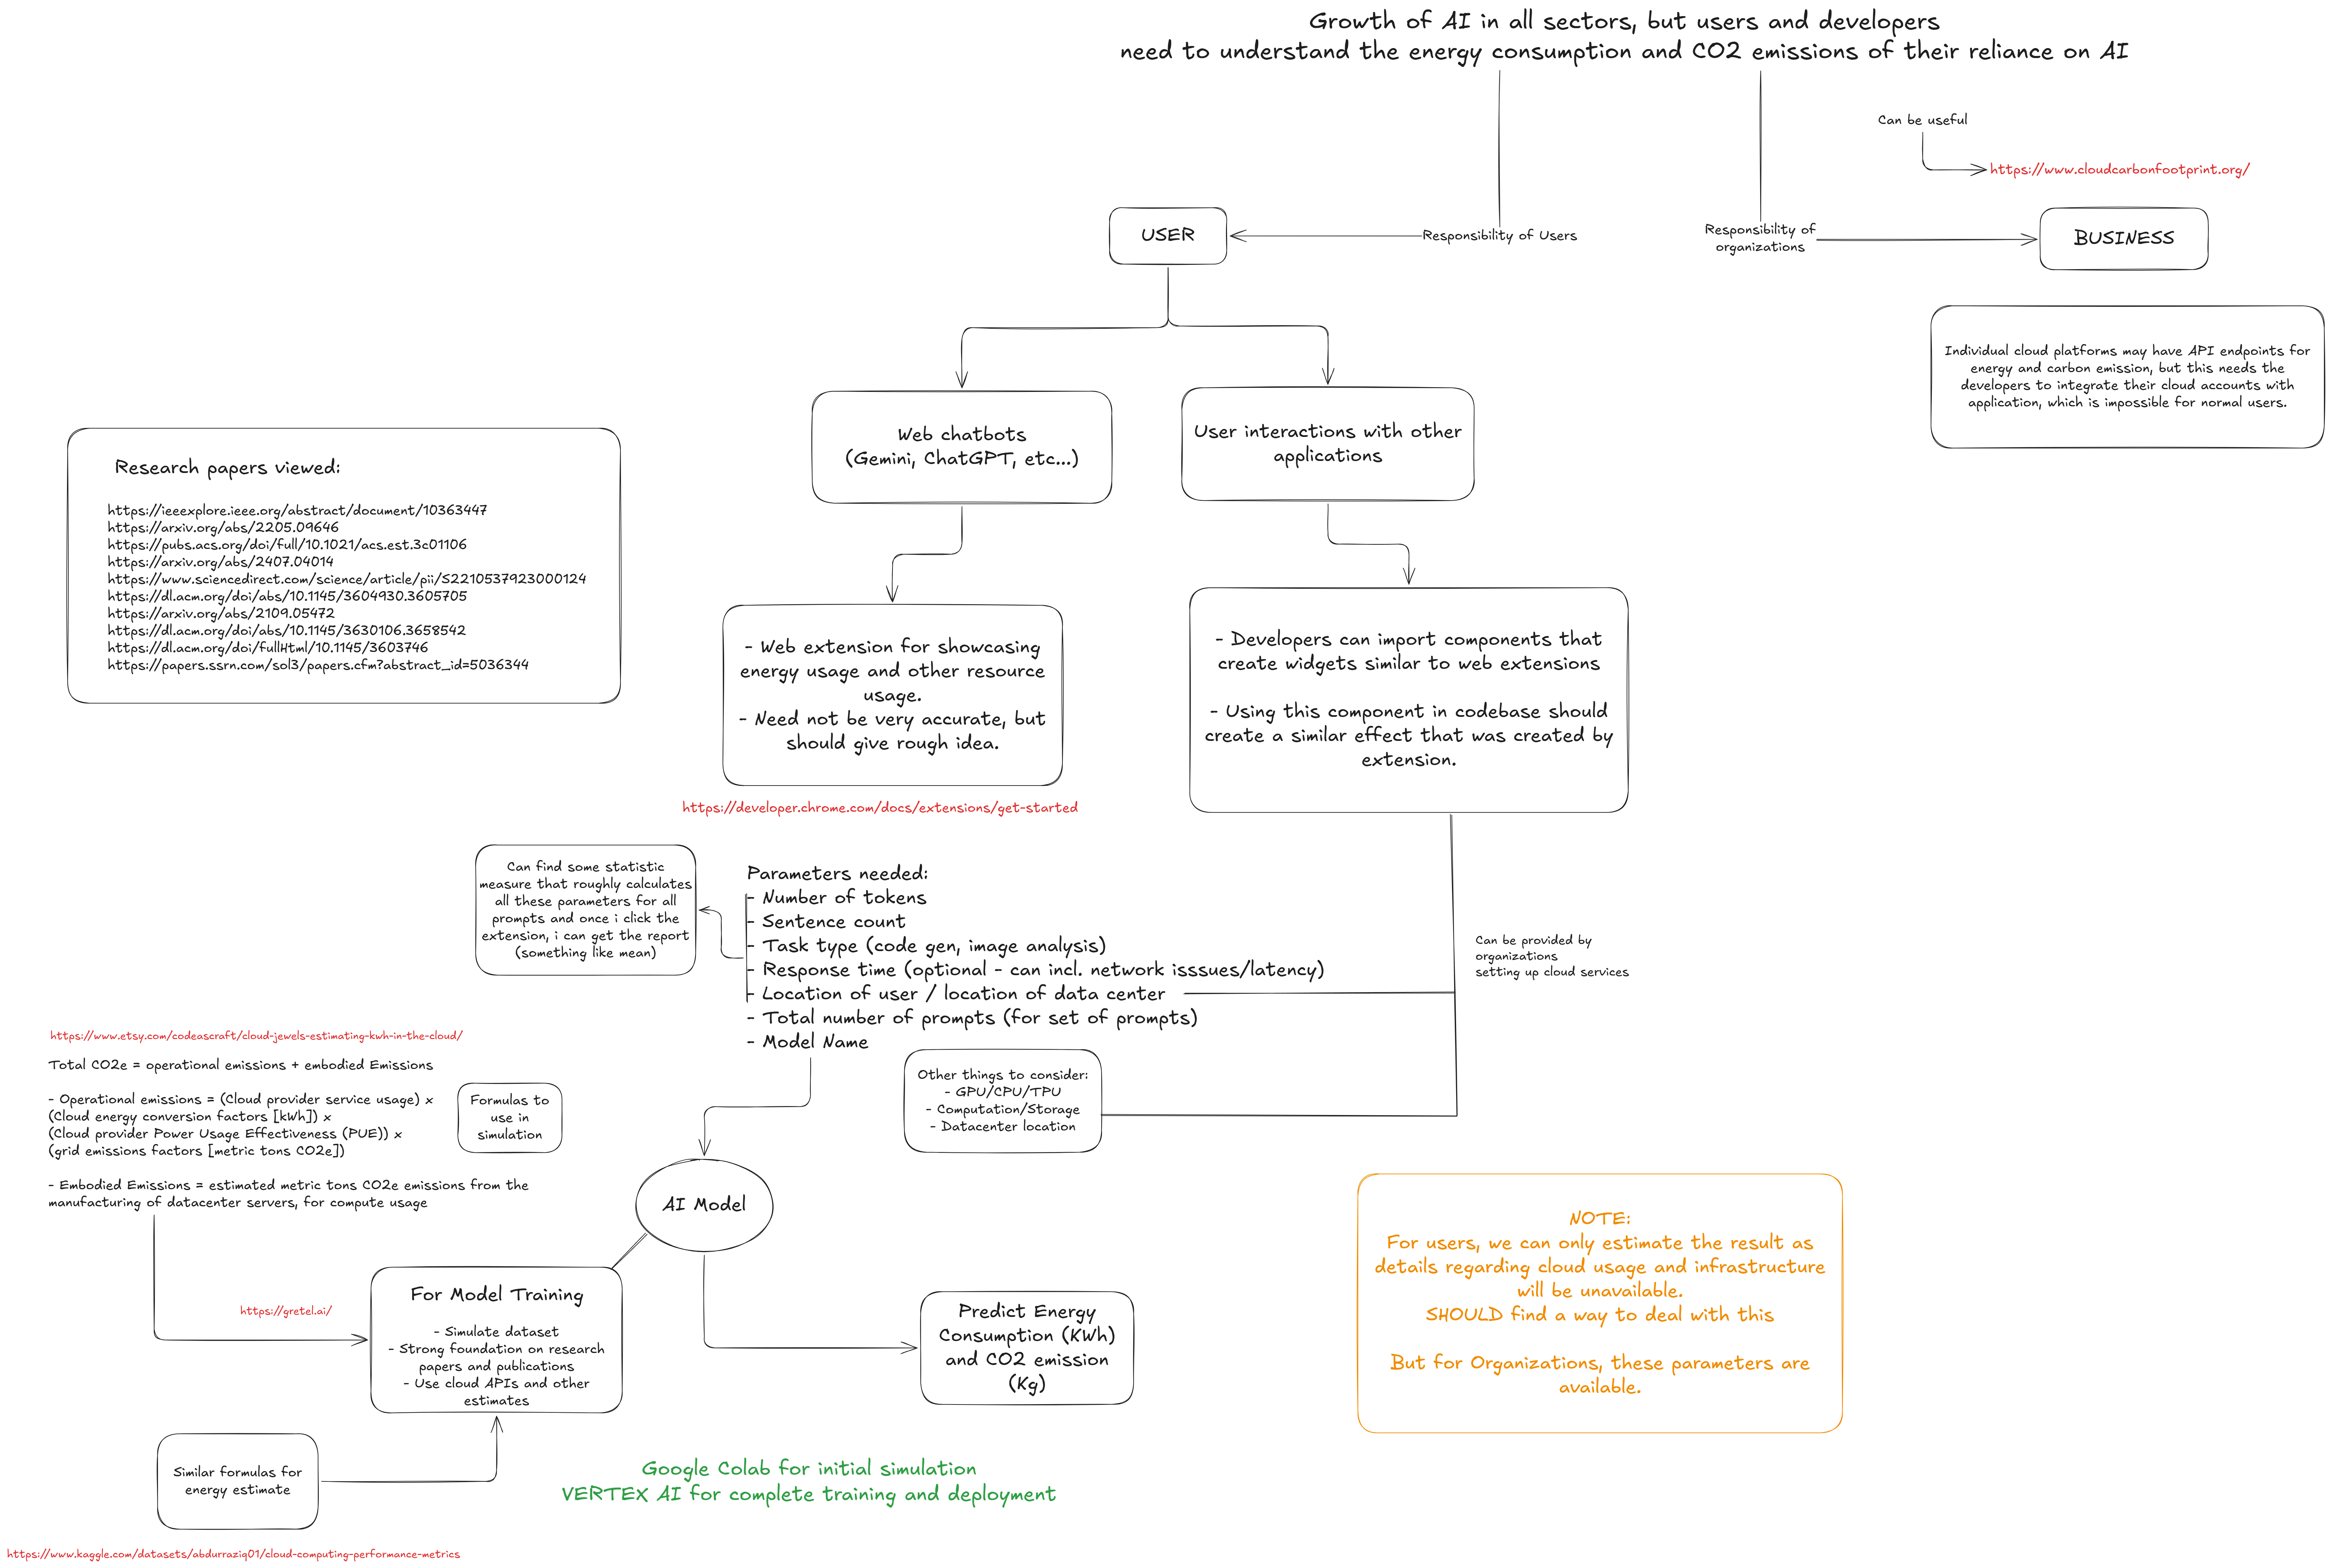 Growth of AI in all sectors, but users and developers
need to understand the energy consumption and CO2 emissions of their reliance on AI
Can be useful
https://www.cloudcarbonfootprint.org/
USER
Responsibility of Users
Responsibility of
organizations
BUSINESS
Individual cloud platforms may have API endpoints for
energy and carbon emission, but this needs the
developers to integrate their cloud accounts with
application, which is impossible for normal users.
Web chatbots
(Gemini, ChatGPT, etc...)
User interactions with other
applications
Research papers viewed:
https://ieeexplore.ieee.org/abstract/document/10363447
https://arxiv.org/abs/2205.09646
https://pubs.acs.org/doi/full/10.1021/acs.est.3c01106
https://arxiv.org/abs/2407.04014
https://www.sciencedirect.com/science/article/pii/S2210537923000124
https://dl.acm.org/doi/abs/10.1145/3604930.3605705
https://arxiv.org/abs/2109.05472
https://dl.acm.org/doi/abs/10.1145/3630106.3658542
https://dl.acm.org/doi/fullHtml/10.1145/3603746
https://papers.ssrn.com/sol3/papers.cfm?abstract_id=5036344
- Web extension for showcasing
energy usage and other resource
usage.
- Need not be very accurate, but
should give rough idea.
- Developers can import components that
create widgets similar to web extensions
- Using this component in codebase should
create a similar effect that was created by
extension.
https://developer.chrome.com/docs/extensions/get-started
Can find some statistic
measure that roughly calculates
all these parameters for all
prompts and once i click the
extension, i can get the report
(something like mean)
Parameters needed:
- Number of tokens
- Sentence count
- Task type (code gen, image analysis)
- Response time (optional - can incl. network isssues/latency)
- Location of user / location of data center
- Total number of prompts (for set of prompts)
- Model Name
Can be provided by
organizations
setting up cloud services
https://www.etsy.com/codeascraft/cloud-jewels-estimating-kwh-in-the-cloud/
Total CO2e = operational emissions + embodied Emissions
- Operational emissions = (Cloud provider service usage) x
(Cloud energy conversion factors [kWh]) x
(Cloud provider Power Usage Effectiveness (PUE)) x
(grid emissions factors [metric tons CO2e])
- Embodied Emissions = estimated metric tons CO2e emissions from the
manufacturing of datacenter servers, for compute usage
Formulas to
use in
simulation
Other things to consider:
- GPU/CPU/TPU
- Computation/Storage
- Datacenter location
AI Model
NOTE:
For users, we can only estimate the result as
details regarding cloud usage and infrastructure
will be unavailable.
SHOULD find a way to deal with this
But for Organizations, these parameters are
available.
https://gretel.ai/
For Model Training
- Simulate dataset
- Strong foundation on research
papers and publications
- Use cloud APIs and other
estimates
Predict Energy
Consumption (KWh)
and CO2 emission
(Kg)
Similar formulas for
energy estimate
Google Colab for initial simulation
VERTEX AI for complete training and deployment
https://www.kaggle.com/datasets/abdurraziq01/cloud-computing-performance-metrics